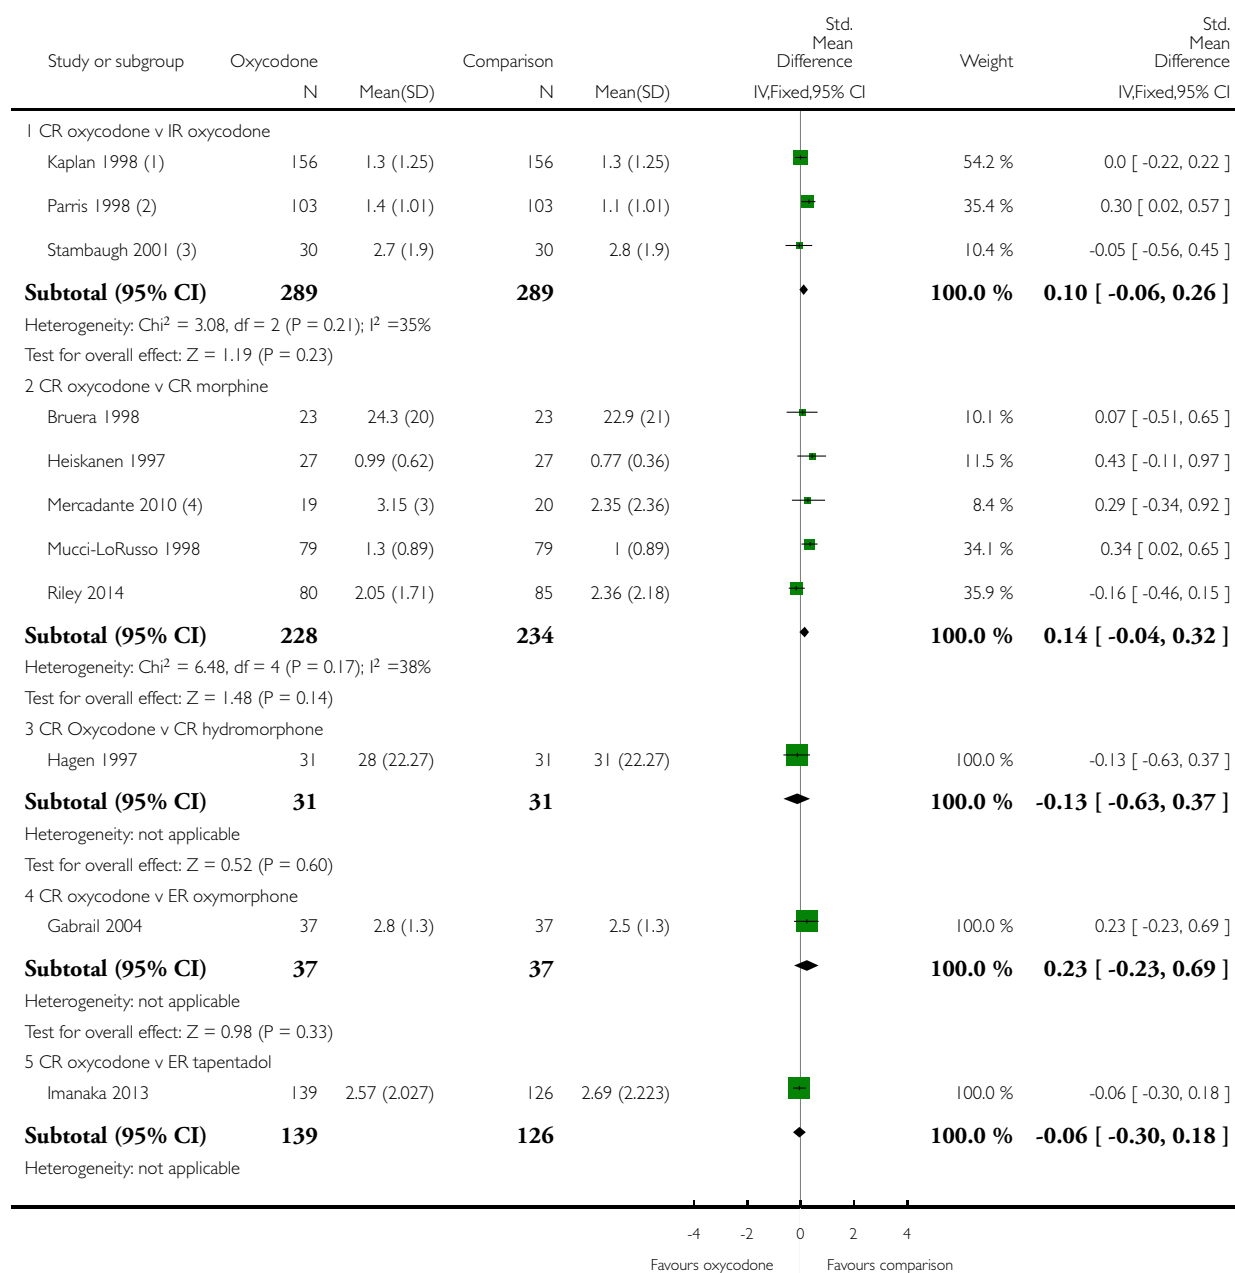 Std. Mean Difference Std. Mean Difference
Study or subgroup Oxycodone Comparison Weight
N Mean(SD) N Mean(SD) IV,Fixed,95% CI IV,Fixed,95% CI
1 CR oxycodone v IR oxycodone
Kaplan 1998 (1) 156 1.3 (1.25) 156 1.3 (1.25) 54.2 % 0.0 [ -0.22, 0.22 ]
Parris 1998 (2) 103 1.4 (1.01) 103 1.1 (1.01) 35.4 % 0.30 [ 0.02, 0.57 ]
Stambaugh 2001 (3) 30 2.7 (1.9) 30 2.8 (1.9) 10.4 % -0.05 [ -0.56, 0.45 ]
Subtotal (95% CI) 289 289 100.0 % 0.10 [ -0.06, 0.26 ]
Heterogeneity: Chi² = 3.08, df = 2 (P = 0.21); I² =35%
Test for overall effect: Z = 1.19 (P = 0.23)
2 CR oxycodone v CR morphine
Bruera 1998 23 24.3 (20) 23 22.9 (21) 10.1 % 0.07 [ -0.51, 0.65 ]
Heiskanen 1997 27 0.99 (0.62) 27 0.77 (0.36) 11.5 % 0.43 [ -0.11, 0.97 ]
Mercadante 2010 (4) 19 3.15 (3) 20 2.35 (2.36) 8.4 % 0.29 [ -0.34, 0.92 ]
Mucci-LoRusso 1998 79 1.3 (0.89) 79 1 (0.89) 34.1 % 0.34 [ 0.02, 0.65 ]
Riley 2014 80 2.05 (1.71) 85 2.36 (2.18) 35.9 % -0.16 [ -0.46, 0.15 ]
Subtotal (95% CI) 228 234 100.0 % 0.14 [ -0.04, 0.32 ]
Heterogeneity: Chi² = 6.48, df = 4 (P = 0.17); I² =38%
Test for overall effect: Z = 1.48 (P = 0.14)
3 CR Oxycodone v CR hydromorphone
Hagen 1997 31 28 (22.27) 31 31 (22.27) 100.0 % -0.13 [ -0.63, 0.37 ]
Subtotal (95% CI) 31 31 100.0 % -0.13 [ -0.63, 0.37 ]
Heterogeneity: not applicable
Test for overall effect: Z = 0.52 (P = 0.60)
4 CR oxycodone v ER oxymorphone
Gabrail 2004 37 2.8 (1.3) 37 2.5 (1.3) 100.0 % 0.23 [ -0.23, 0.69 ]
Subtotal (95% CI) 37 37 100.0 % 0.23 [ -0.23, 0.69 ]
Heterogeneity: not applicable
Test for overall effect: Z = 0.98 (P = 0.33)
5 CR oxycodone v ER tapentadol
Imanaka 2013 139 2.57 (2.027) 126 2.69 (2.223) 100.0 % -0.06 [ -0.30, 0.18 ]
Subtotal (95% CI) 139 126 100.0 % -0.06 [ -0.30, 0.18 ]
Heterogeneity: not applicable
-4 -2 0 2 4
Favours oxycodone Favours comparison